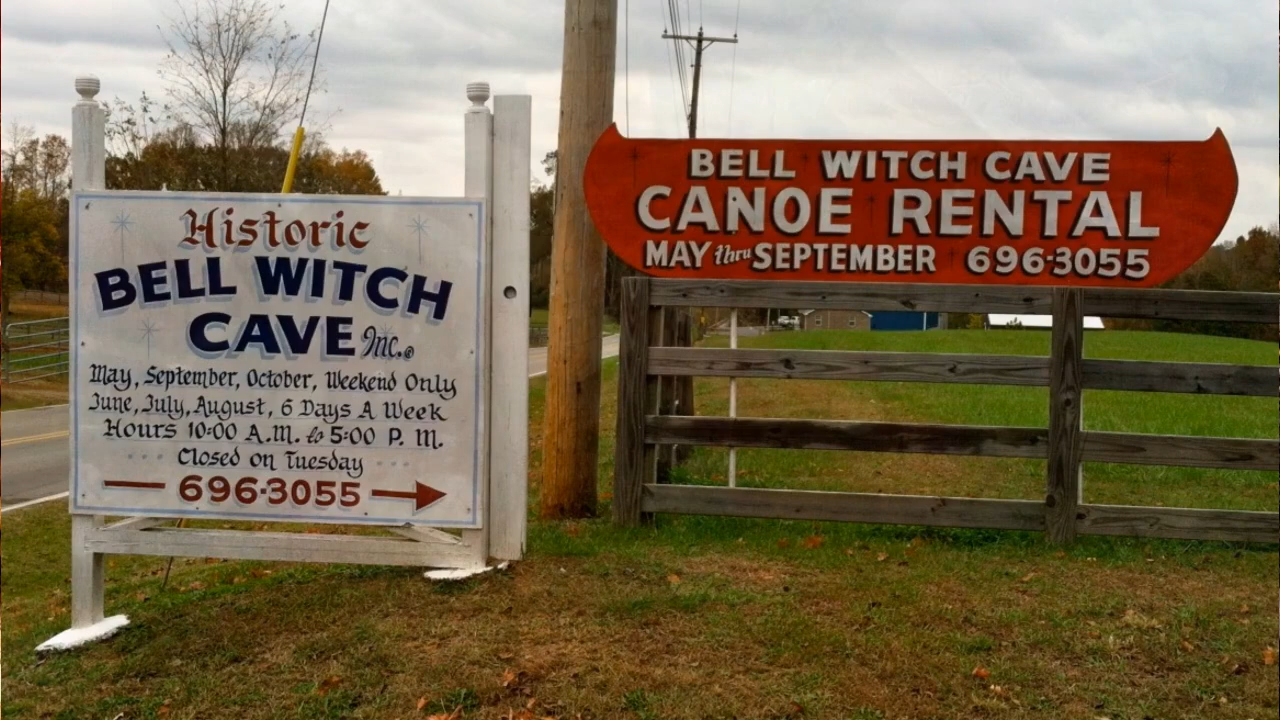 Historic
BELL WITCH
CAVE Inc.®
May, September, October, Weekend Only
June, July, August, 6 Days A Week
Hours 10:00 A.M. to 5:00 P. M.
Closed on Tuesday
696-3055
BELL WITCH CAVE
CANOE RENTAL
MAY thru SEPTEMBER 696-3055